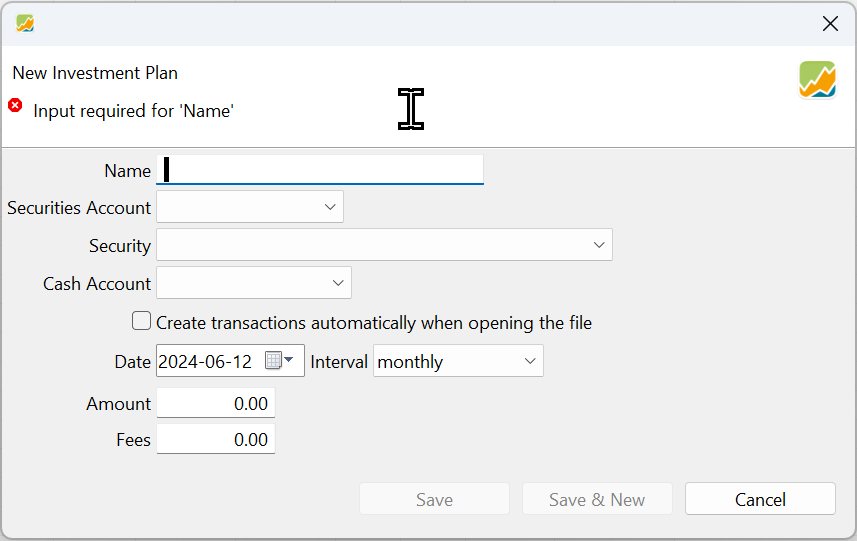 New Investment Plan
Input required for 'Name'
Name
Securities Account
Security
Cash Account
Create transactions automatically when opening the file
Date 2024-06-12 Interval monthly
Amount 0.00
Fees 0.00
Save Save & New Cancel